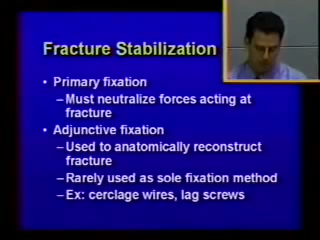 Fracture Stabilization
• Primary fixation
– Must neutralize forces acting at
fracture
• Adjunctive fixation
– Used to anatomically reconstruct
fracture
– Rarely used as sole fixation method
– Ex: cerclage wires, lag screws